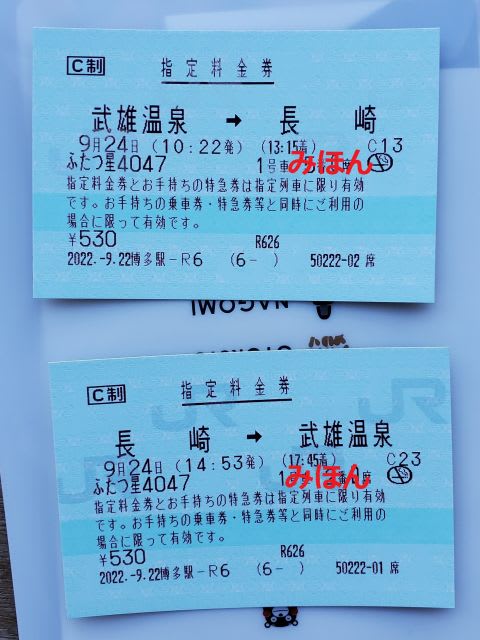 C制 指定料金券
武雄温泉 → 長崎
9月24日 (10:22発) (13:15着) C13
ふたつ星4047 1号車 みほん 席
指定料金券とお手持ちの特急券は指定列車に限り有効
です。お手持ちの乗車券・特急券等と同時にご利用の
場合に限って有効です。
¥530 R626
2022.-9.22博多駅-R6 (6- ) 50222-02 席
NAGOMI
C制 指定料金券
JR JR
長崎 → 武雄温泉
9月24日 (14:53発) (17:45着) C23
ふたつ星4047 みほん 番 席
指定料金券とお手持ちの特急券は指定列車に限り有効
です。お手持ちの乗車券・特急券等と同時にご利用の
場合に限って有効です。
¥530 R626
2022.-9.22博多駅-R6 (6- ) 50222-01 席